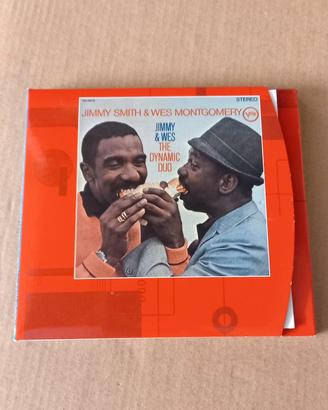 STEREO
JIMMY SMITH & WES MONTGOMERY
Verve
JIMMY
& WES
THE
DYNAMIC
DUO